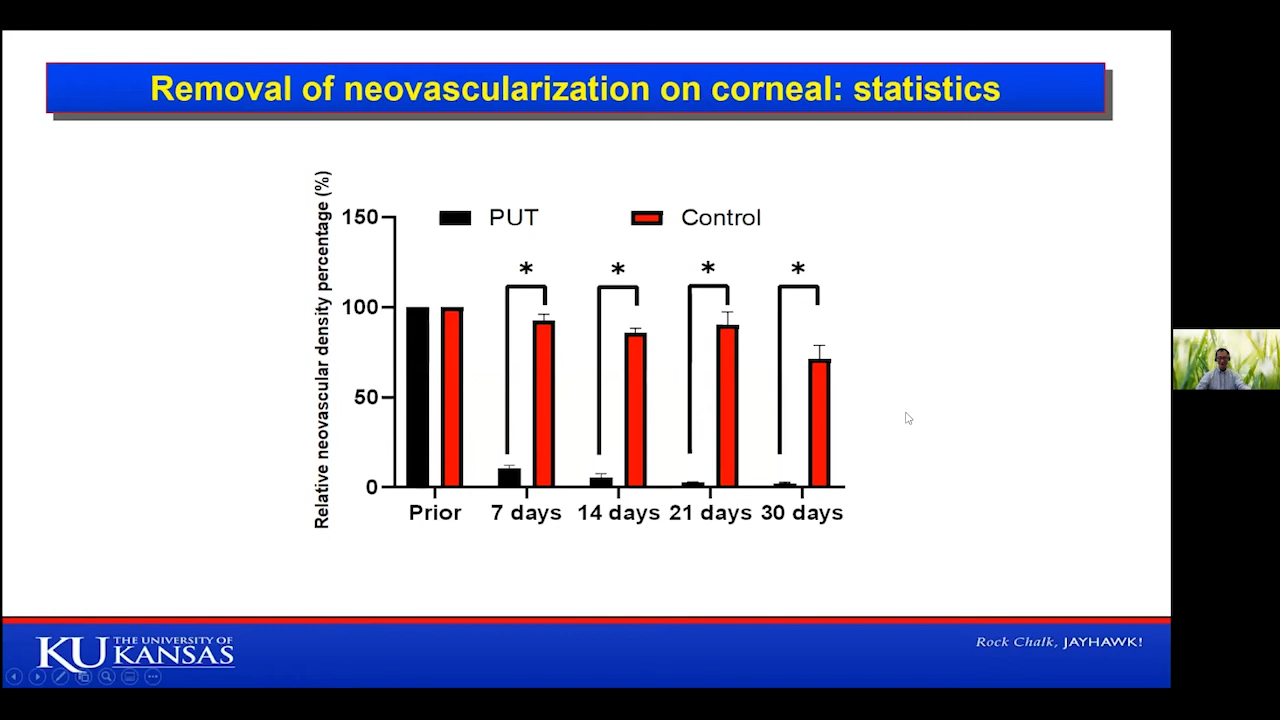 Removal of neovascularization on corneal: statistics
Relative neovascular density percentage (%)
PUT
Control
150
100
50
0
*
*
*
*
Prior
7 days
14 days
21 days
30 days
KU THE UNIVERSITY OF
KANSAS
Rock Chalk, JAYHAWK!